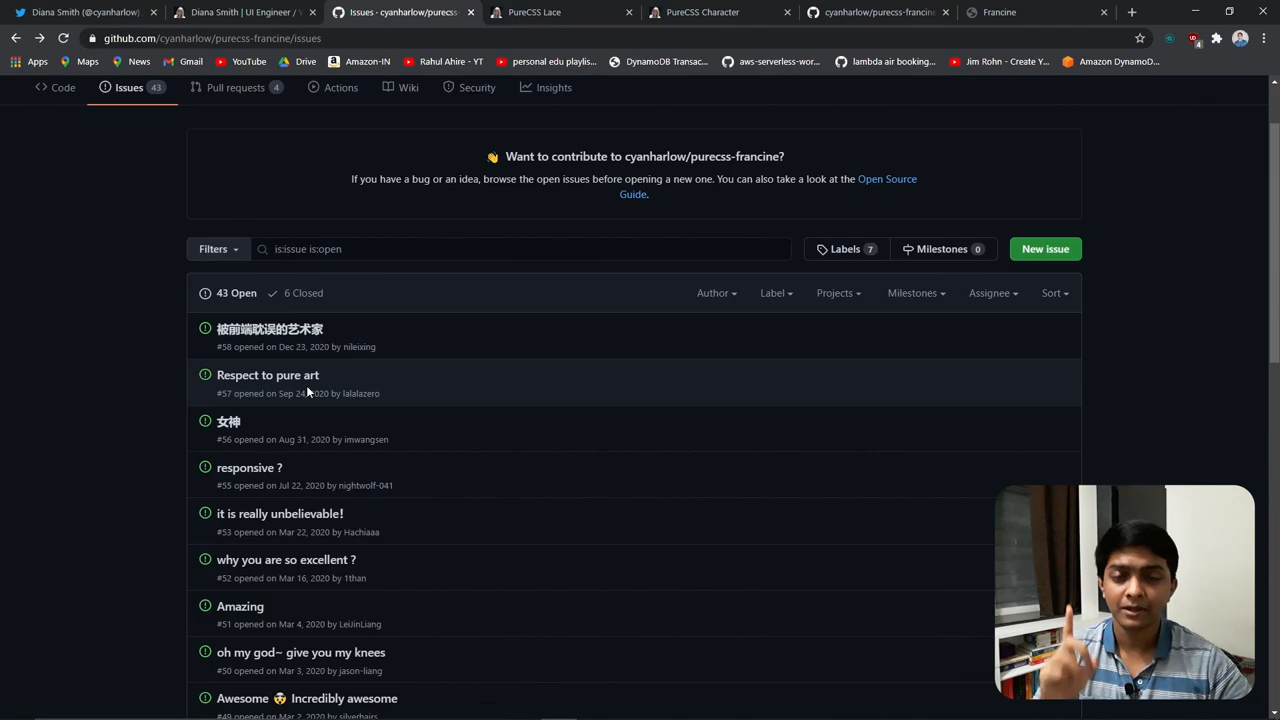 Diana Smith (@cyanharlow)
Diana Smith | UI Engineer / V
Issues · cyanharlow/purecss-
PureCSS Lace
PureCSS Character
cyanharlow/purecss-francine
Francine
github.com/cyanharlow/purecss-francine/issues
Apps
Maps
News
Gmail
YouTube
Drive
Amazon-IN
Rahul Ahire - YT
personal edu playlis...
DynamoDB Transac...
aws-serverless-wor...
lambda air booking...
Jim Rohn - Create Y...
Amazon DynamoD...
4
Code
Issues 43
Pull requests 4
Actions
Wiki
Security
Insights
👋 Want to contribute to cyanharlow/purecss-francine?
If you have a bug or an idea, browse the open issues before opening a new one. You can also take a look at the Open Source
Guide.
Filters
is:issue is:open
Labels 7
Milestones 0
New issue
43 Open
6 Closed
Author
Label
Projects
Milestones
Assignee
Sort
被前端耽误的艺术家
#58 opened on Dec 23, 2020 by nileixing
Respect to pure art
#57 opened on Sep 24, 2020 by lalalazero
女神
#56 opened on Aug 31, 2020 by imwangsen
responsive ?
#55 opened on Jul 22, 2020 by nightwolf-041
it is really unbelievable！
#53 opened on Mar 22, 2020 by Hachiaaa
why you are so excellent ?
#52 opened on Mar 16, 2020 by 1than
Amazing
#51 opened on Mar 4, 2020 by LeiJinLiang
oh my god~ give you my knees
#50 opened on Mar 3, 2020 by jason-liang
Awesome 🤯 Incredibly awesome
#49 opened on Mar 2, 2020 by silverhairs